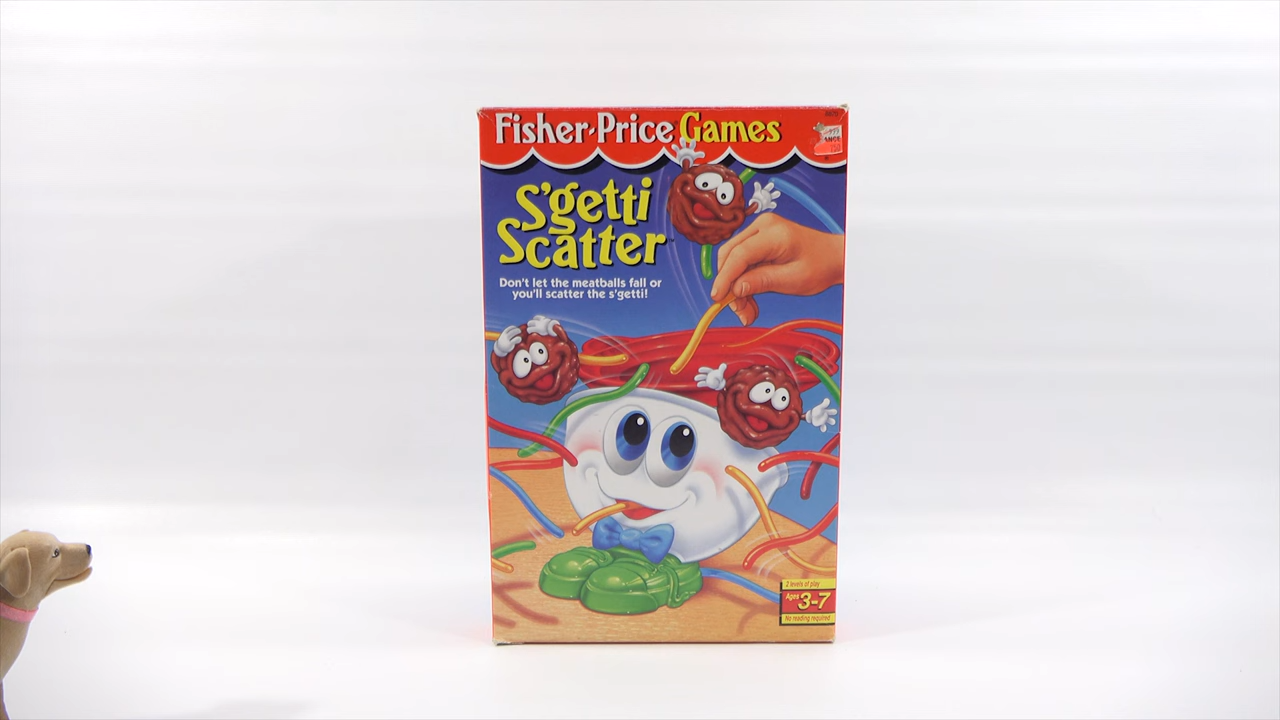 Fisher-Price Games
S'getti
Scatter
Don't let the meatballs fall or
you'll scatter the s'getti!
2 levels of play
Ages 3-7
No reading required